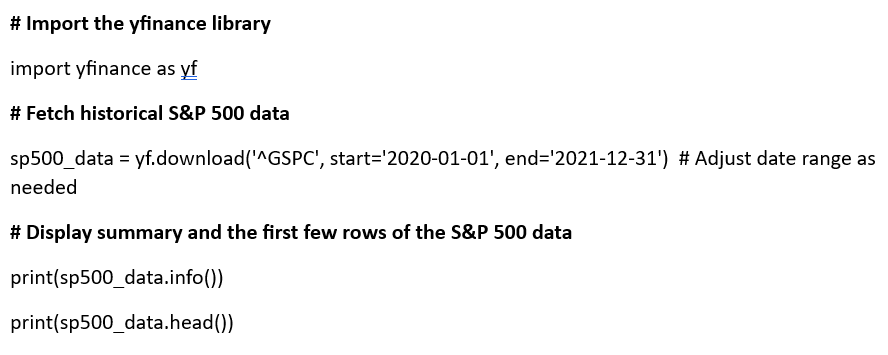 # Import the yfinance library
import yfinance as yf
# Fetch historical S&P 500 data
sp500_data = yf.download('^GSPC', start='2020-01-01', end='2021-12-31')  # Adjust date range as
needed
# Display summary and the first few rows of the S&P 500 data
print(sp500_data.info())
print(sp500_data.head())